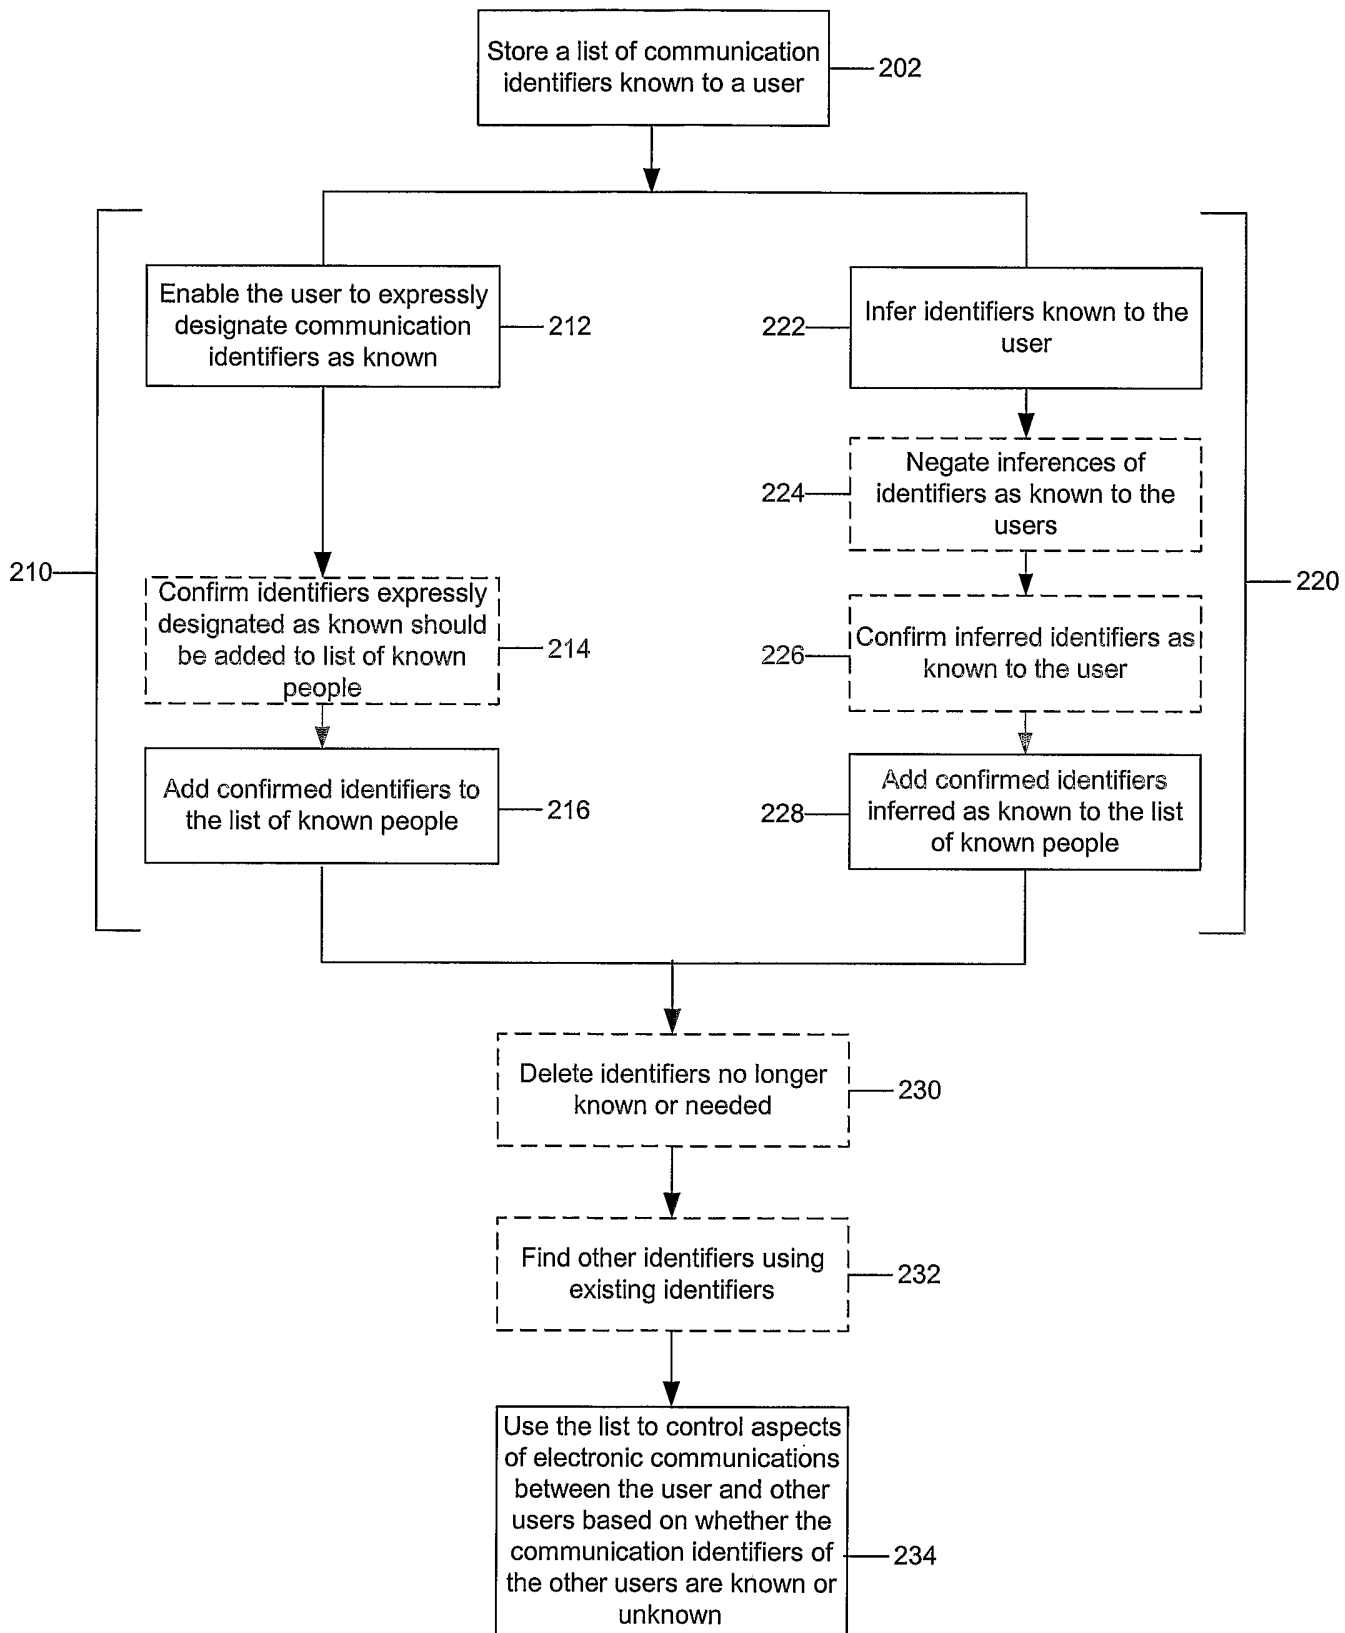 Store a list of communication
identifiers known to a user
202
Enable the user to expressly
designate communication
identifiers as known
212
222
Infer identifiers known to the
user
224
Negate inferences of
identifiers as known to the
users
210
Confirm identifiers expressly
designated as known should
be added to list of known
people
214
226
Confirm inferred identifiers as
known to the user
220
Add confirmed identifiers to
the list of known people
216
228
Add confirmed identifiers
inferred as known to the list
of known people
Delete identifiers no longer
known or needed
230
Find other identifiers using
existing identifiers
232
Use the list to control aspects
of electronic communications
between the user and other
users based on whether the
communication identifiers of
the other users are known or
unknown
234